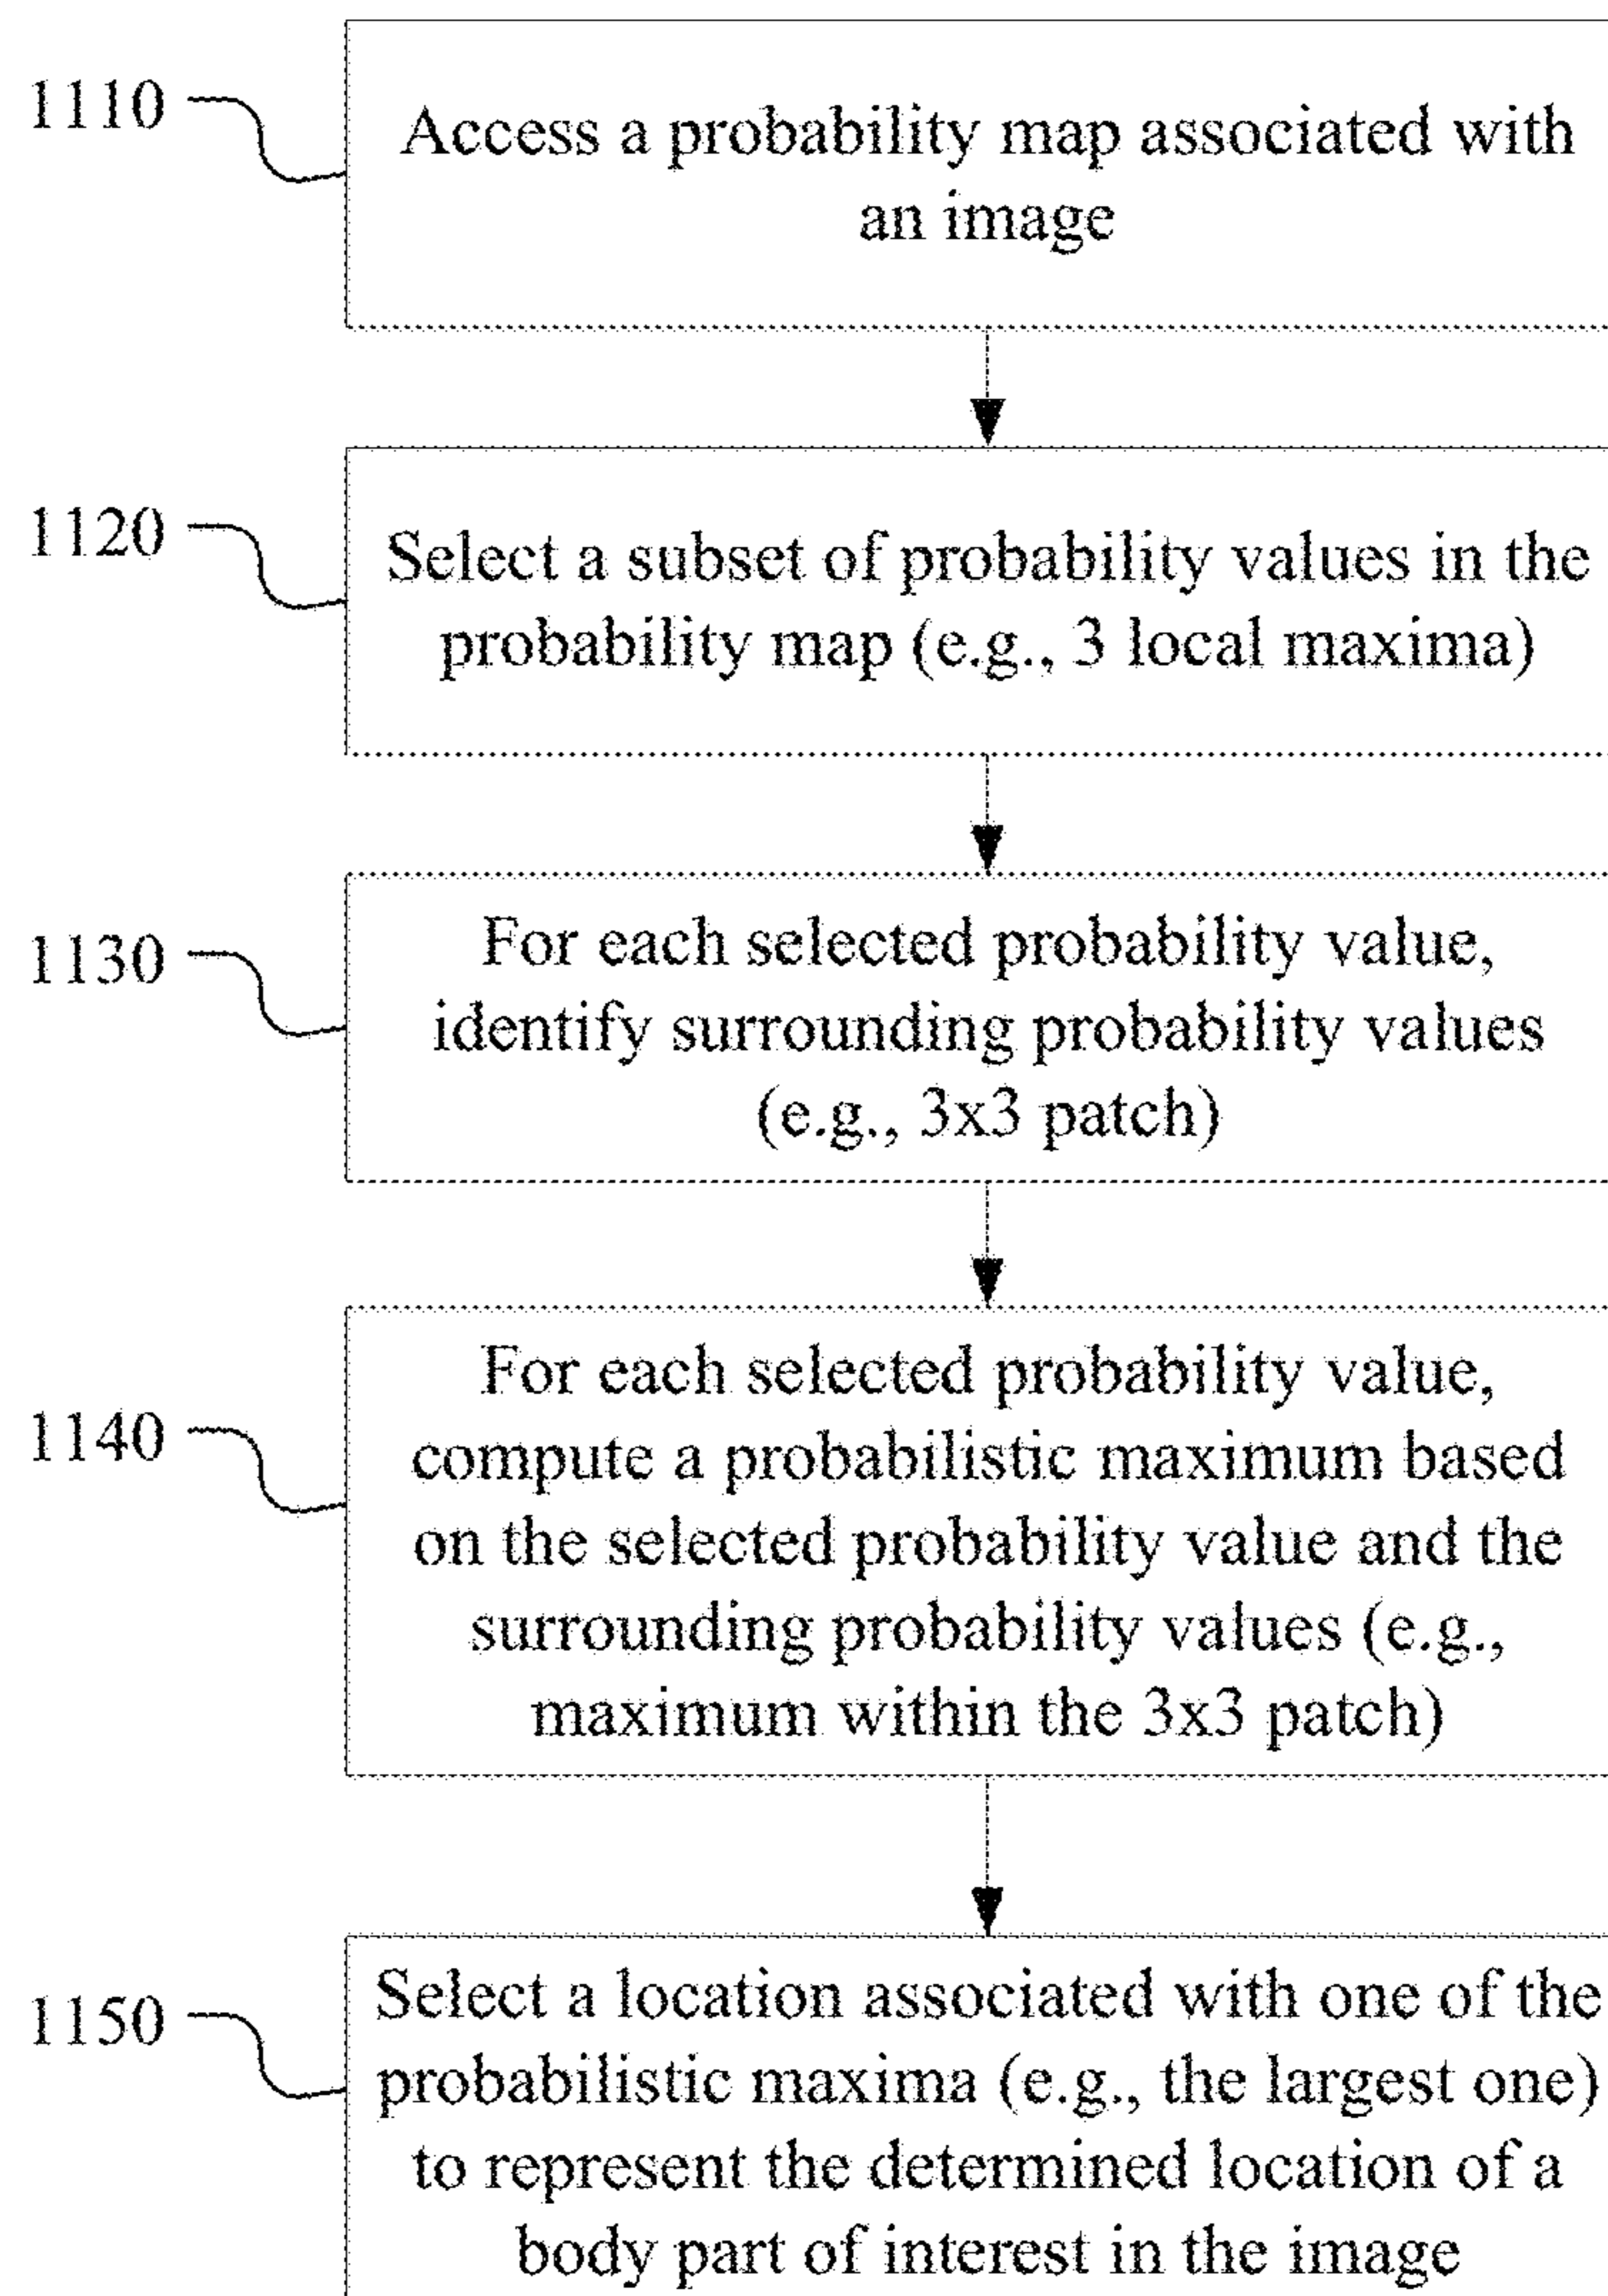 1110
Access a probability map associated with
an image
1120
Select a subset of probability values in the
probability map (e.g., 3 local maxima)
1130
For each selected probability value,
identify surrounding probability values
(e.g., 3x3 patch)
1140
For each selected probability value,
compute a probabilistic maximum based
on the selected probability value and the
surrounding probability values (e.g.,
maximum within the 3x3 patch)
1150
Select a location associated with one of the
probabilistic maxima (e.g., the largest one)
to represent the determined location of a
body part of interest in the image